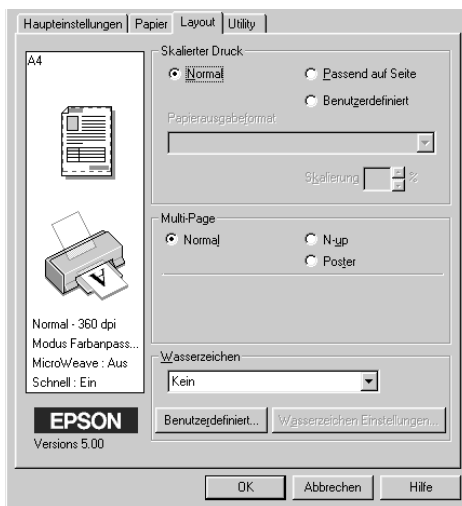 Haupteinstellungen Papier Layout Utility
A4
Normal - 360 dpi
Modus Farbanpass...
MicroWeave : Aus
Schnell : Ein
EPSON
Versions 5.00
Skalierter Druck
Normal Passend auf Seite
Benutzerdefiniert
Papierausgabeformat
Skalierung %
Multi-Page
Normal N-up
Poster
Wasserzeichen
Kein
Benutzerdefiniert... Wasserzeichen Einstellungen...
OK Abbrechen Hilfe